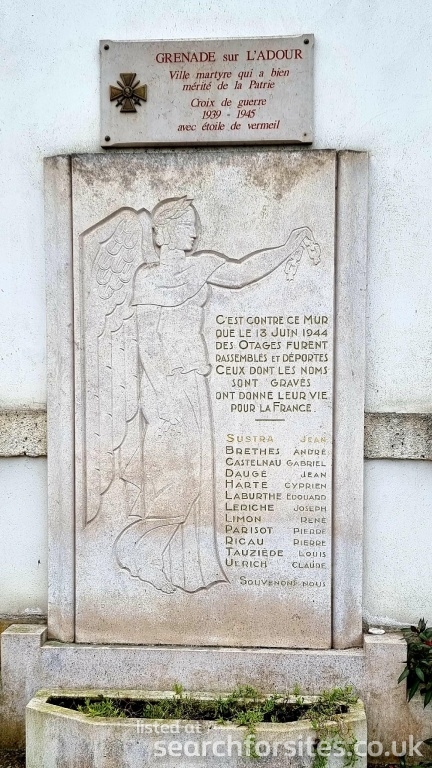 GRENADE sur L'ADOUR
Ville martyre qui a bien
mérité de la Patrie
Croix de guerre
1939 - 1945
avec étoile de vermeil
C'EST CONTRE CE MUR
QUE LE 13 JUIN 1944
DES OTAGES FURENT
RASSEMBLÉS ET DÉPORTÉS
CEUX DONT LES NOMS
SONT GRAVÉS
ONT DONNÉ LEUR VIE
POUR LA FRANCE.
SUSTRA JEAN
BRETHES ANDRÉ
CASTELNAU GABRIEL
DAUGÉ JEAN
HARTÉ CYPRIEN
LABURTHE EDOUARD
LERICHE JOSEPH
LIMON RENÉ
PARISOT PIERRE
RICAU PIERRE
TAUZIÈDE LOUIS
ULRICH CLAUDE
SOUVENONS NOUS
listed at
searchforsites.co.uk